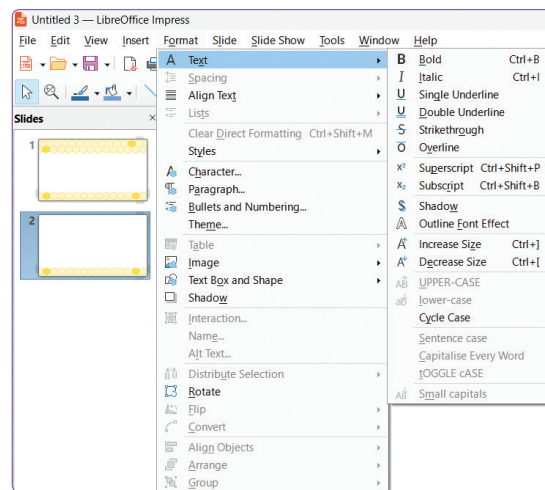 Untitled 3 — LibreOffice Impress
File Edit View Insert Format Slide Slide Show Tools Window Help
Slides
1
2
A Text
Spacing
Align Text
Lists
Clear Direct Formatting Ctrl+Shift+M
Styles
Character...
Paragraph...
Bullets and Numbering...
Theme...
Table
Image
Text Box and Shape
Shadow
Interaction...
Name...
Alt Text...
Distribute Selection
Rotate
Flip
Convert
Align Objects
Arrange
Group
B Bold Ctrl+B
I Italic Ctrl+I
U Single Underline
U Double Underline
S Strikethrough
O Overline
X² Superscript Ctrl+Shift+P
X₂ Subscript Ctrl+Shift+B
S Shadow
A Outline Font Effect
A Increase Size Ctrl+]
A Decrease Size Ctrl+[
AB UPPER-CASE
ab lower-case
Cycle Case
Sentence case
Capitalise Every Word
tOGGLE cASE
AB Small capitals